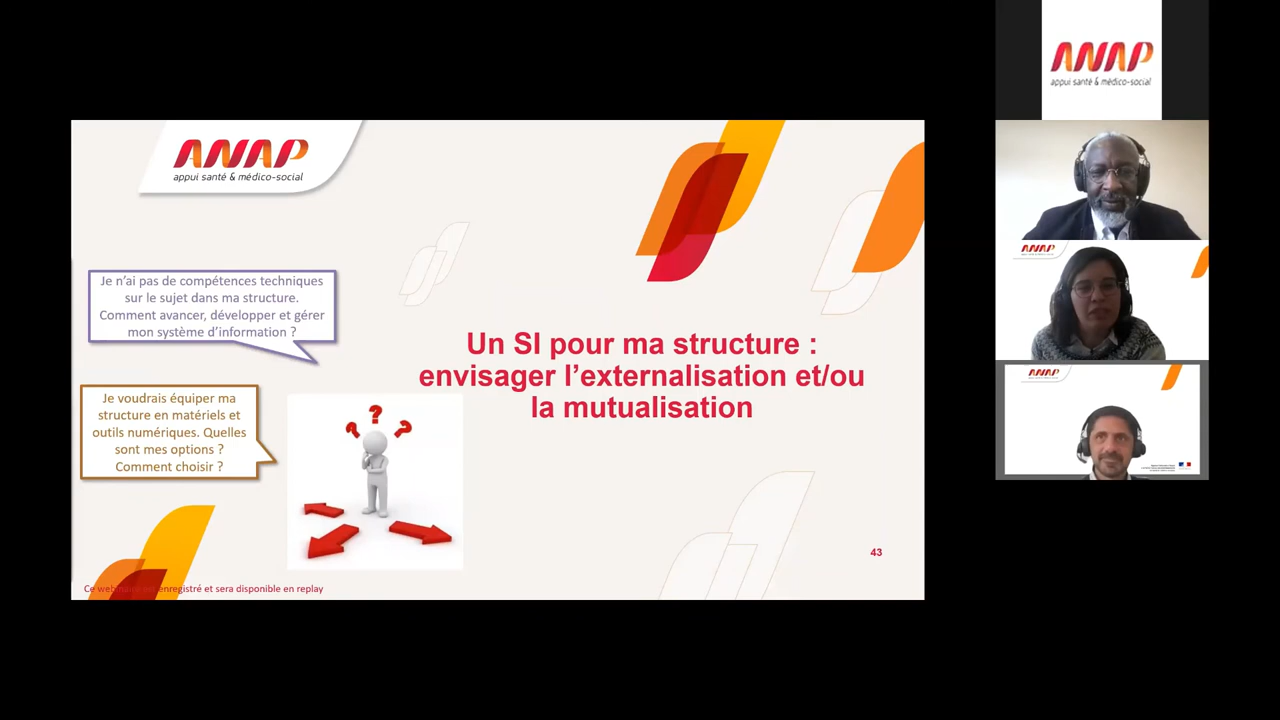 ANAP
appui santé & médico-social
Je n'ai pas de compétences techniques
sur le sujet dans ma structure.
Comment avancer, développer et gérer
mon système d'information ?
Je voudrais équiper ma
structure en matériels et
outils numériques. Quelles
sont mes options ?
Comment choisir ?
? ? ?
Un SI pour ma structure :
envisager l'externalisation et/ou
la mutualisation
43
enregistré et sera disponible en replay
ANAP
appui santé & médico-social
ANAP
ANAP